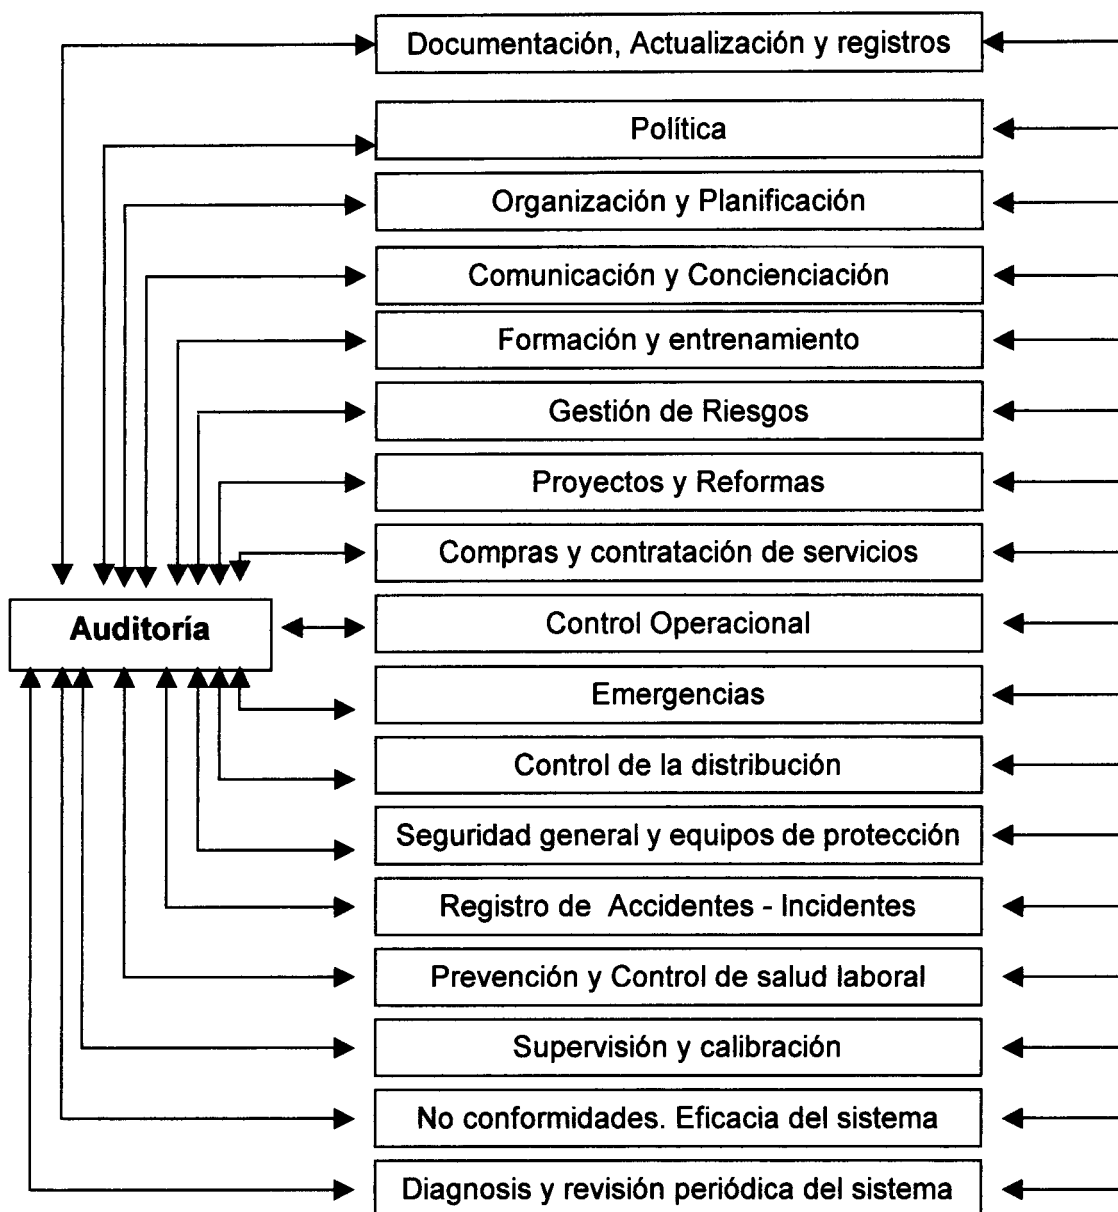 Documentación, Actualización y registros
Política
Organización y Planificación
Comunicación y Concienciación
Formación y entrenamiento
Gestión de Riesgos
Proyectos y Reformas
Compras y contratación de servicios
Auditoría
Control Operacional
Emergencias
Control de la distribución
Seguridad general y equipos de protección
Registro de Accidentes - Incidentes
Prevención y Control de salud laboral
Supervisión y calibración
No conformidades. Eficacia del sistema
Diagnosis y revisión periódica del sistema